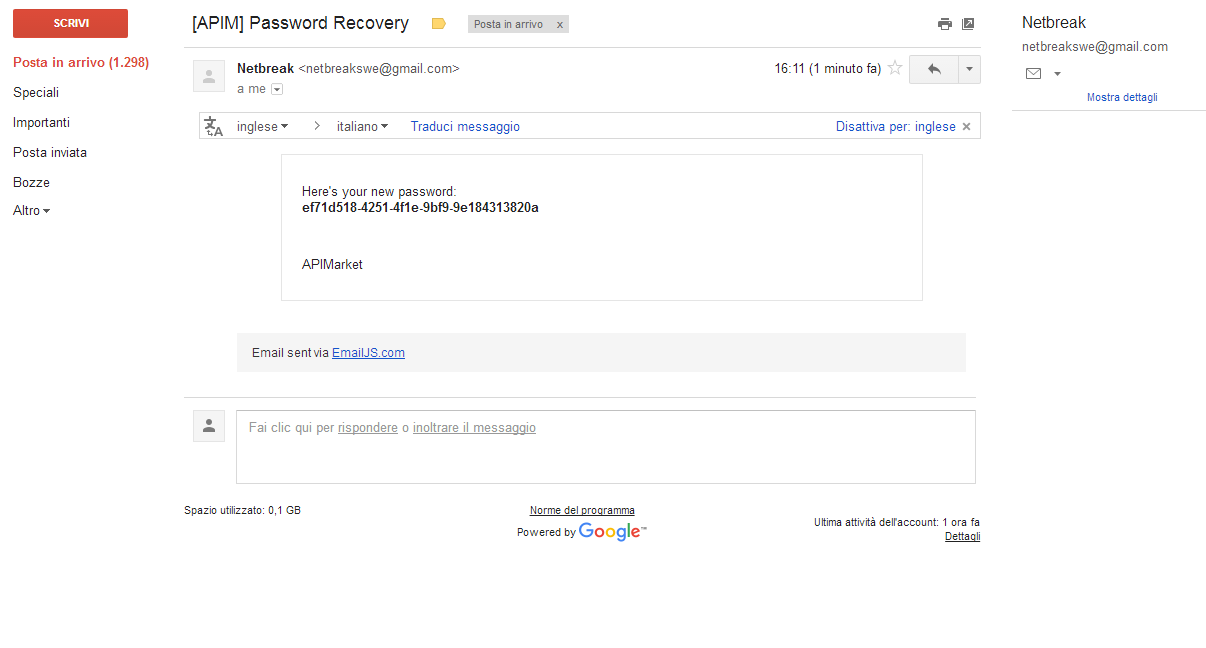 SCRIVI
Posta in arrivo (1.298)
Speciali
Importanti
Posta inviata
Bozze
Altro
[APIM] Password Recovery
Posta in arrivo x
Netbreak <netbreakswe@gmail.com>
16:11 (1 minuto fa)
a me
inglese > italiano Traduci messaggio
Disattiva per: inglese ×
Here's your new password:
ef71d518-4251-4f1e-9bf9-9e184313820a
APIMarket
Email sent via EmailJS.com
Fai clic qui per rispondere o inoltrare il messaggio
Spazio utilizzato: 0,1 GB
Norme del programma
Powered by Google™
Ultima attività dell'account: 1 ora fa
Dettagli
Netbreak
netbreakswe@gmail.com
Mostra dettagli